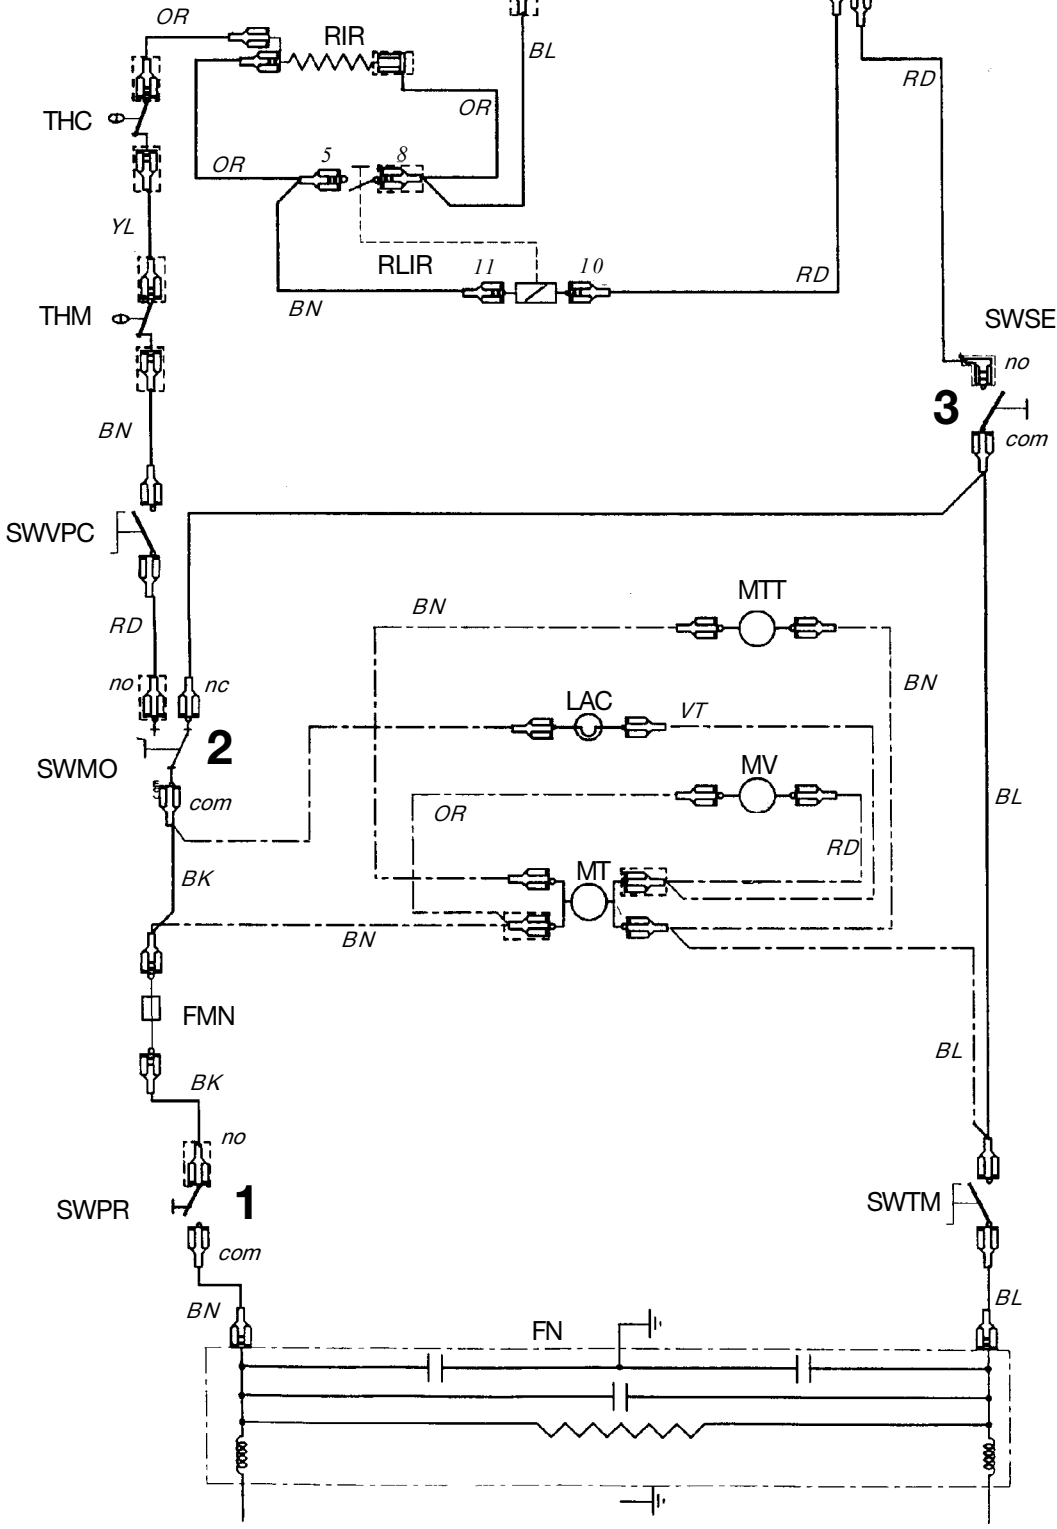 OR
RIR
BL
RD
THC
OR
OR
5
8
YL
RLIR
11
10
RD
BN
THM
SWSE
no
3
com
BN
SWVPC
MTT
BN
RD
no
nc
BN
LAC
VT
2
SWMO
MV
com
OR
BL
RD
BK
MT
BN
FMN
BL
BK
no
1
SWPR
SWTM
com
BN
BL
FN